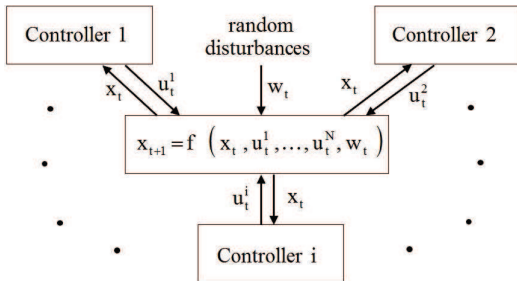 Controller 1
random
disturbances
Controller 2
x_t
u_t^1
w_t
x_t
u_t^2
x_{t+1} = f ( x_t , u_t^1 , … , u_t^N , w_t )
u_t^i
x_t
Controller i